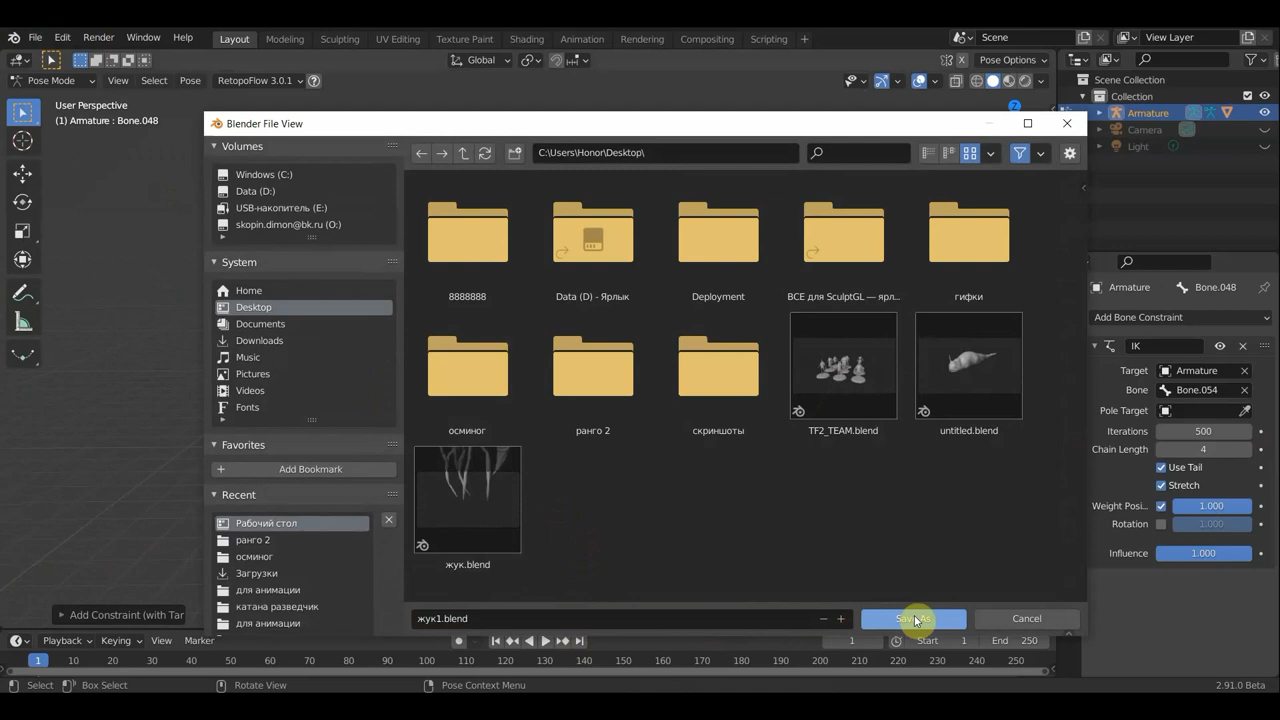 File Edit Render Window Help Layout Modeling Sculpting UV Editing Texture Paint Shading Animation Rendering Compositing Scripting + Scene View Layer
Global Pose Options
Pose Mode View Select Pose RetopoFlow 3.0.1
User Perspective
(1) Armature : Bone.048
Z
Scene Collection
Collection
Armature
Camera
Light
Blender File View
Volumes
Windows (C:)
Data (D:)
USB-накопитель (E:)
skopin.dimon@bk.ru (O:)
System
Home
Desktop
Documents
Downloads
Music
Pictures
Videos
Fonts
Favorites
Add Bookmark
Recent
Рабочий стол
ранго 2
осминог
Загрузки
для анимации
катана разведчик
для анимации
C:\Users\Honor\Desktop\
8888888
Data (D) - Ярлык
Deployment
ВСЕ для SculptGL — ярл...
гифки
осминог
ранго 2
скриншоты
TF2_TEAM.blend
untitled.blend
жук.blend
жук1.blend
Save As
Cancel
Armature Bone.048
Add Bone Constraint
IK
Target Armature
Bone Bone.054
Pole Target
Iterations 500
Chain Length 4
Use Tail
Stretch
Weight Posi... 1.000
Rotation 1.000
Influence 1.000
Add Constraint (with Tar
Playback Keying View Marker 1 Start 1 End 250
1 10 20 30 40 50 60 70 80 90 100 110 120 130 140 150 160 170 180 190 200 210 220 230 240 250
Select Box Select Rotate View Pose Context Menu 2.91.0 Beta